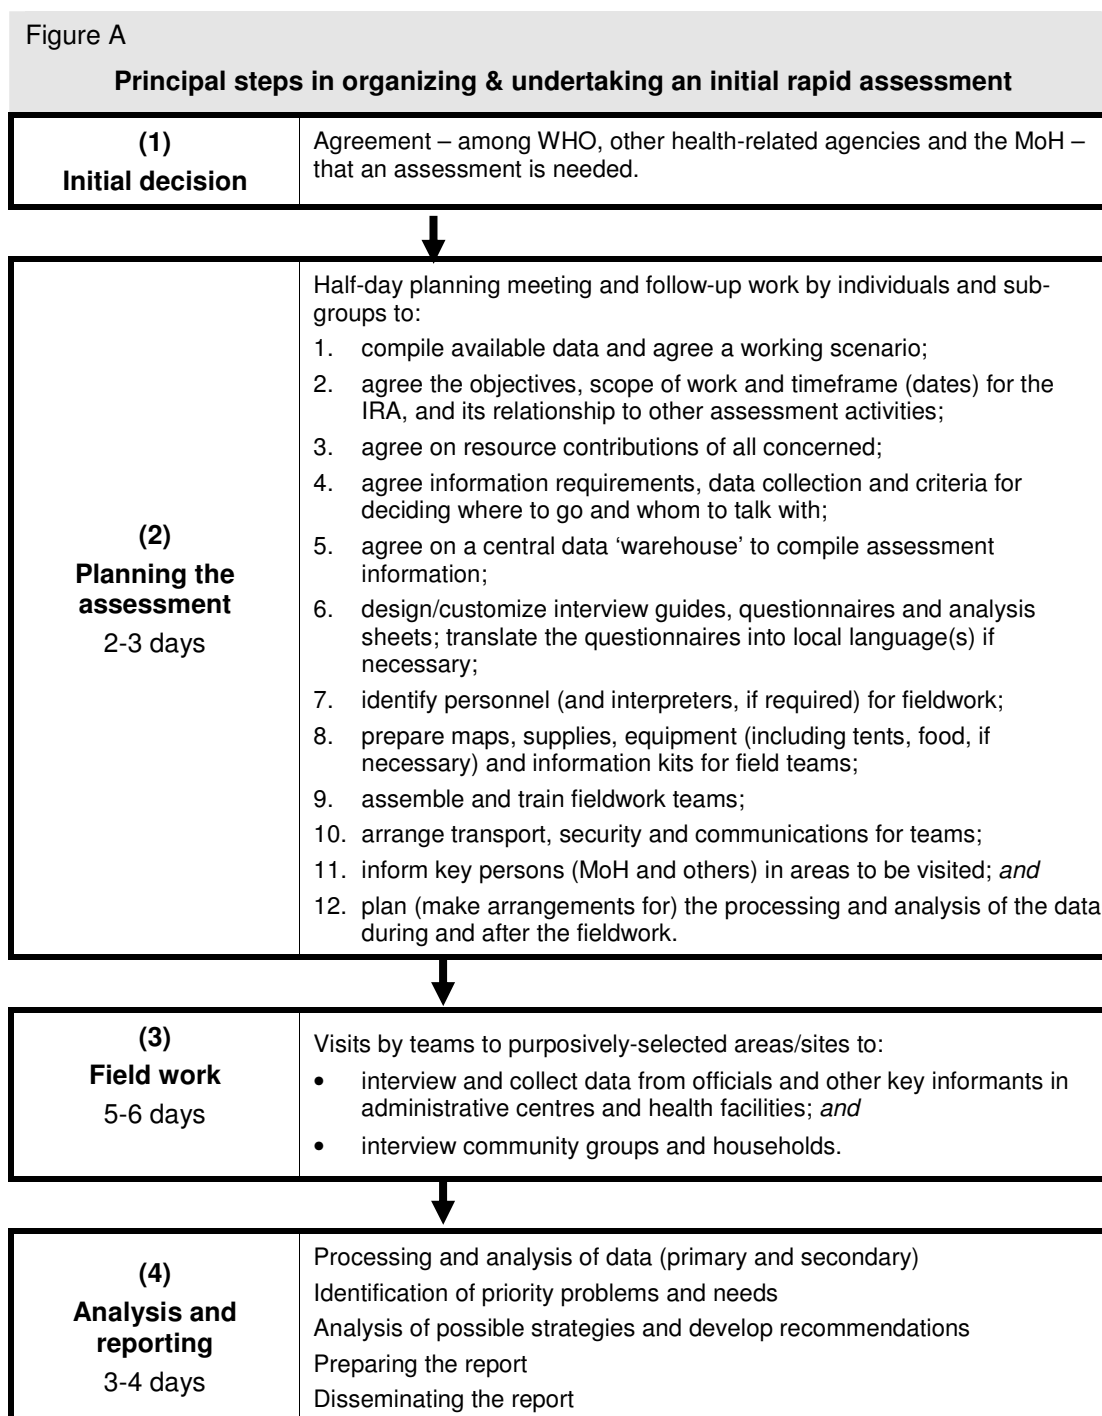 Figure A
Principal steps in organizing & undertaking an initial rapid assessment
(1)
Initial decision
Agreement – among WHO, other health-related agencies and the MoH –
that an assessment is needed.
(2)
Planning the
assessment
2-3 days
Half-day planning meeting and follow-up work by individuals and sub-
groups to:
1. compile available data and agree a working scenario;
2. agree the objectives, scope of work and timeframe (dates) for the
IRA, and its relationship to other assessment activities;
3. agree on resource contributions of all concerned;
4. agree information requirements, data collection and criteria for
deciding where to go and whom to talk with;
5. agree on a central data ‘warehouse’ to compile assessment
information;
6. design/customize interview guides, questionnaires and analysis
sheets; translate the questionnaires into local language(s) if
necessary;
7. identify personnel (and interpreters, if required) for fieldwork;
8. prepare maps, supplies, equipment (including tents, food, if
necessary) and information kits for field teams;
9. assemble and train fieldwork teams;
10. arrange transport, security and communications for teams;
11. inform key persons (MoH and others) in areas to be visited; and
12. plan (make arrangements for) the processing and analysis of the data
during and after the fieldwork.
(3)
Field work
5-6 days
Visits by teams to purposively-selected areas/sites to:
• interview and collect data from officials and other key informants in
administrative centres and health facilities; and
• interview community groups and households.
(4)
Analysis and
reporting
3-4 days
Processing and analysis of data (primary and secondary)
Identification of priority problems and needs
Analysis of possible strategies and develop recommendations
Preparing the report
Disseminating the report